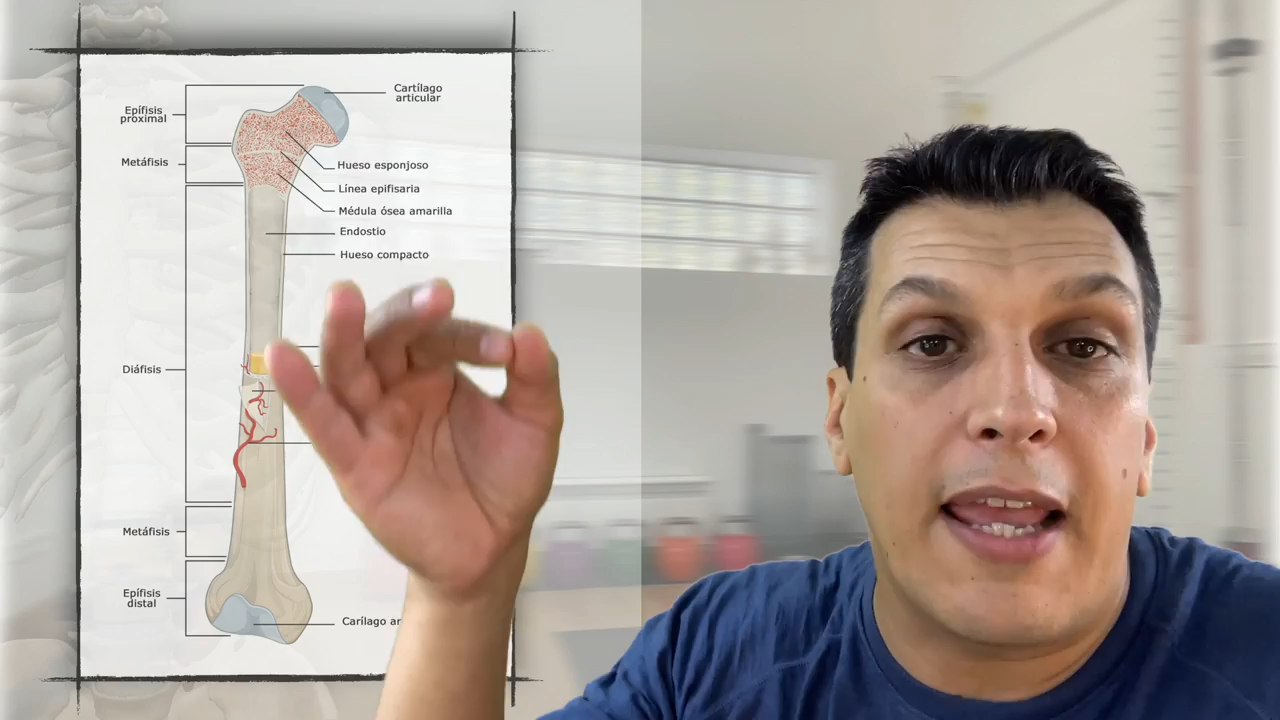 Cartílago
articular
Epífisis
próximal
Metáfisis
Hueso esponjoso
Línea epifisaria
Médula ósea amarilla
Endostio
Hueso compacto
Diáfisis
Metáfisis
Epífisis
distal
Carílago ar